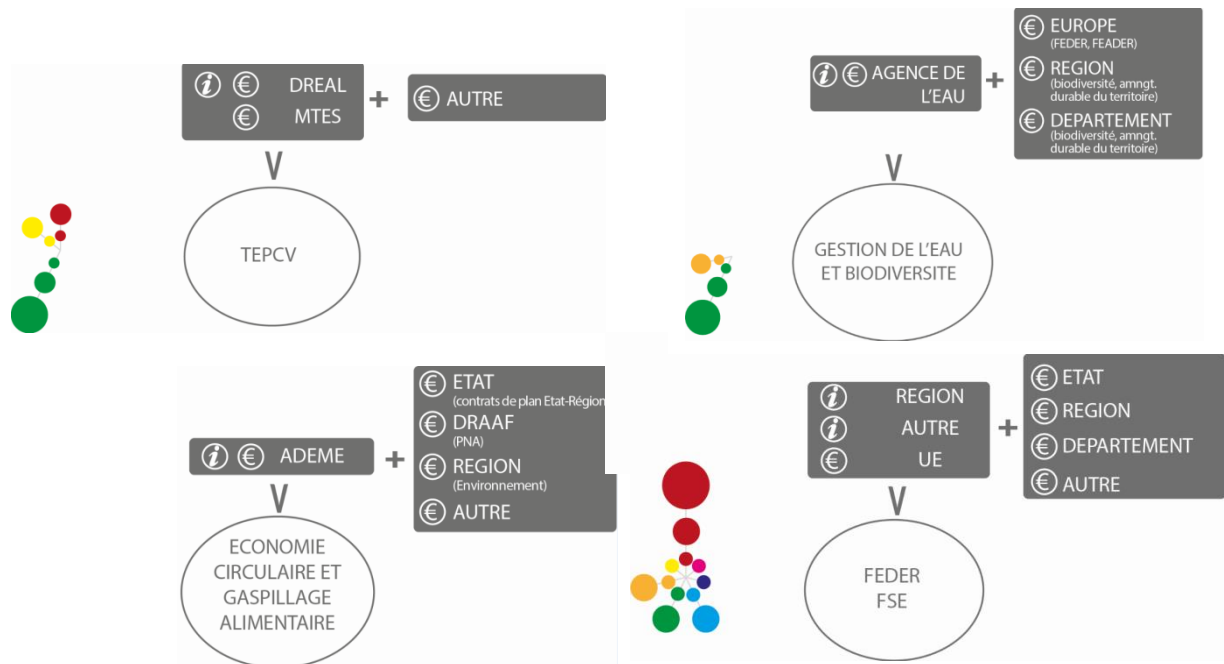 i € DREAL
€ MTES
+
€ AUTRE
V
TEPCV
i € AGENCE DE
L'EAU
+
€ EUROPE
(FEDER, FEADER)
€ REGION
(biodiversité, amngt.
durable du territoire)
€ DEPARTEMENT
(biodiversité, amngt.
durable du territoire)
V
GESTION DE L'EAU
ET BIODIVERSITE
i € ADEME
+
€ ETAT
(contrats de plan Etat-Région
€ DRAAF
(PNA)
€ REGION
(Environnement)
€ AUTRE
V
ECONOMIE
CIRCULAIRE ET
GASPILLAGE
ALIMENTAIRE
i REGION
i AUTRE
€ UE
+
€ ETAT
€ REGION
€ DEPARTEMENT
€ AUTRE
V
FEDER
FSE